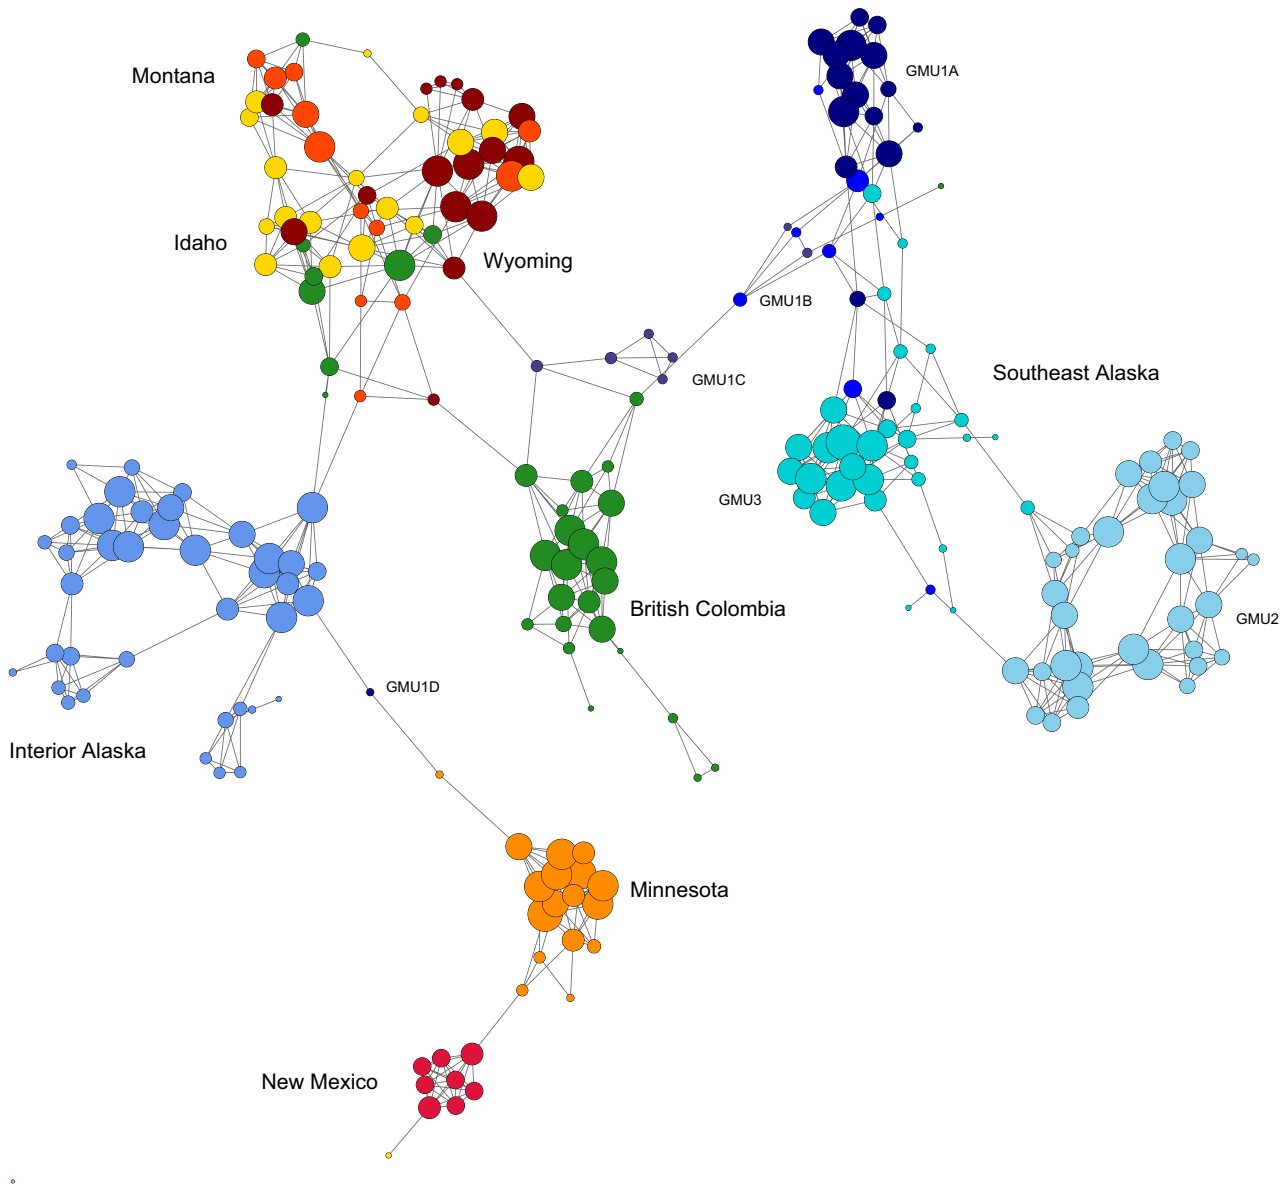 Montana
GMU1A
Idaho
Wyoming
GMU1B
GMU1C
Southeast Alaska
GMU3
British Colombia
GMU2
GMU1D
Interior Alaska
Minnesota
New Mexico